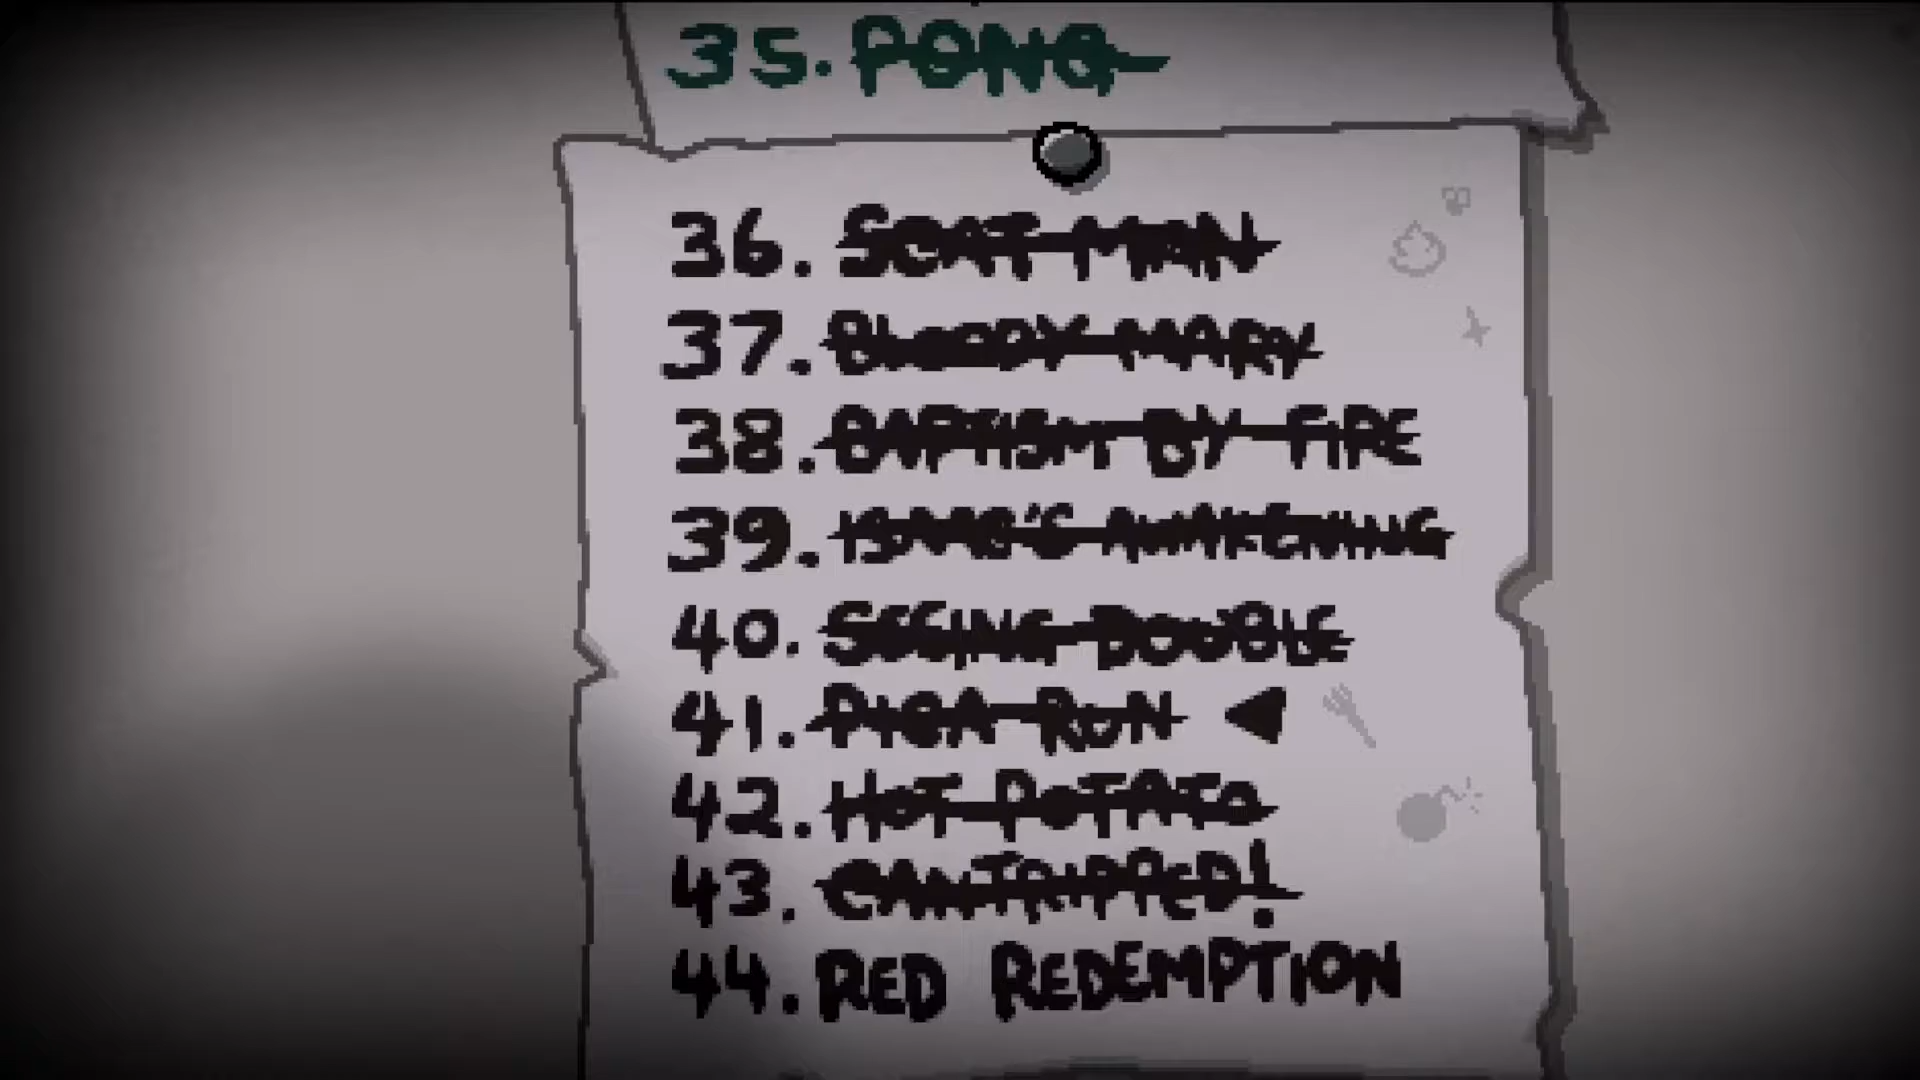 35. PONG
36. SCAT MAN
37. BLOODY MARY
38. BAPTISM BY FIRE
39. ISAAC'S AWAKENING
40. SEEING DOUBLE
41. PICA RUN
42. HOT POTATO
43. CANTRIPPED!
44. RED REDEMPTION